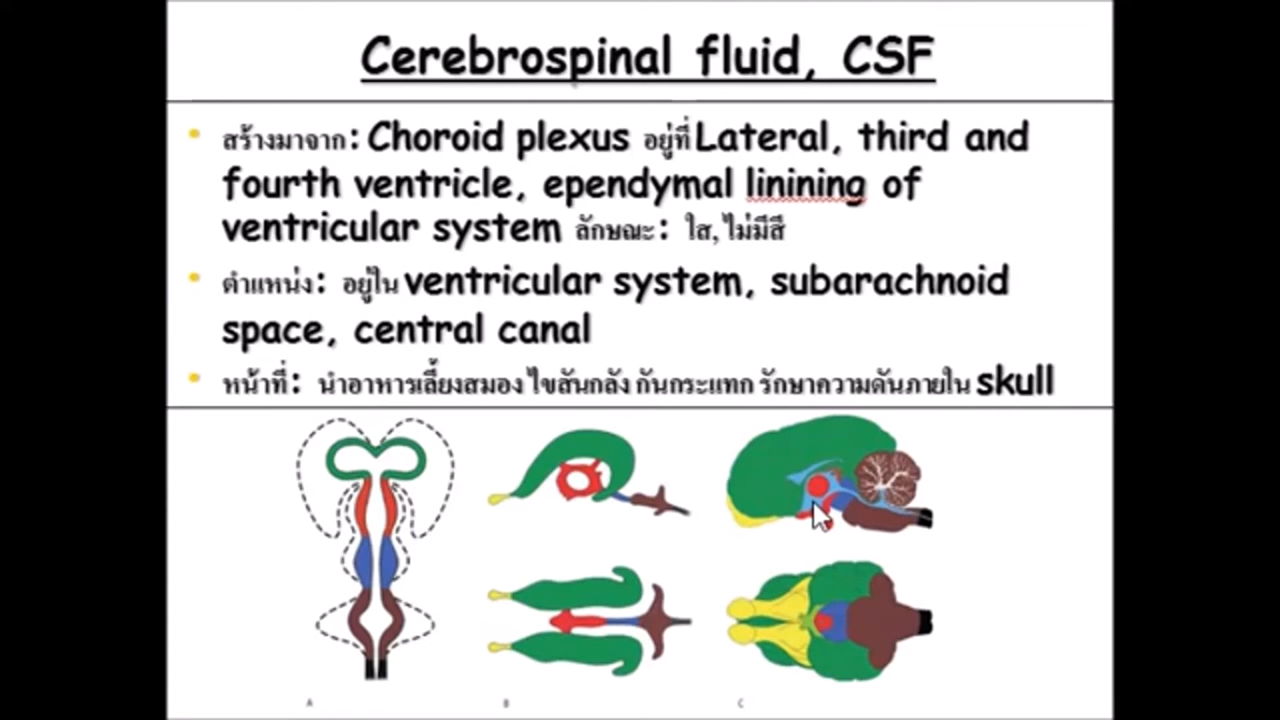 Cerebrospinal fluid, CSF
• สร้างมาจาก: Choroid plexus อยู่ที่ Lateral, third and
fourth ventricle, ependymal linining of
ventricular system ลักษณะ: ใส, ไม่มีสี
• ตำแหน่ง: อยู่ใน ventricular system, subarachnoid
space, central canal
• หน้าที่: นำอาหารเลี้ยงสมอง ไขสันกลัง กันกระแทก รักษาความดันภายใน skull
A B C